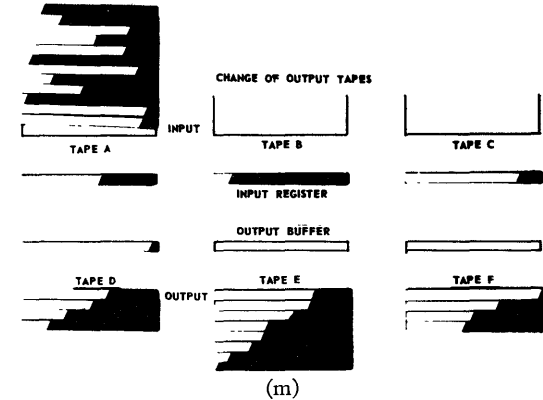 CHANGE OF OUTPUT TAPES
INPUT
TAPE A
TAPE B
TAPE C
INPUT REGISTER
OUTPUT BUFFER
TAPE D
OUTPUT
TAPE E
TAPE F
(m)